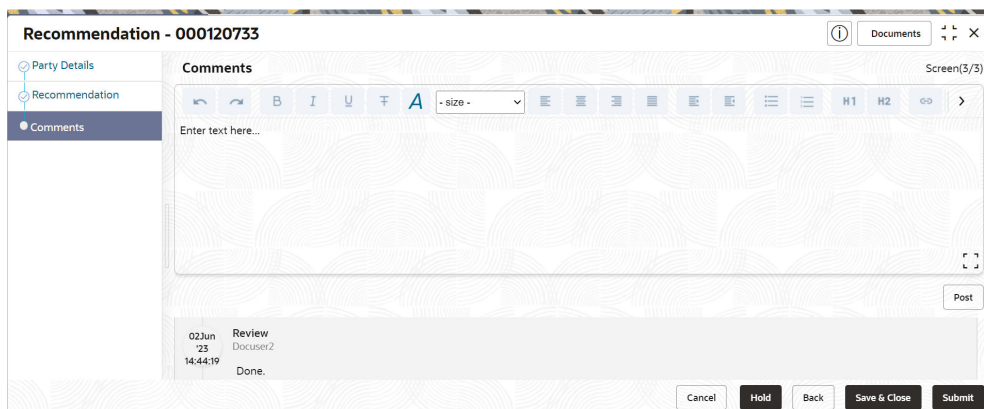 Recommendation - 000120733
Documents
Party Details
Recommendation
Comments
Comments
Screen(3/3)
B I U T A - size - H1 H2
Enter text here...
Post
02Jun
'23
14:44:19
Review
Docuser2
Done.
Cancel Hold Back Save & Close Submit